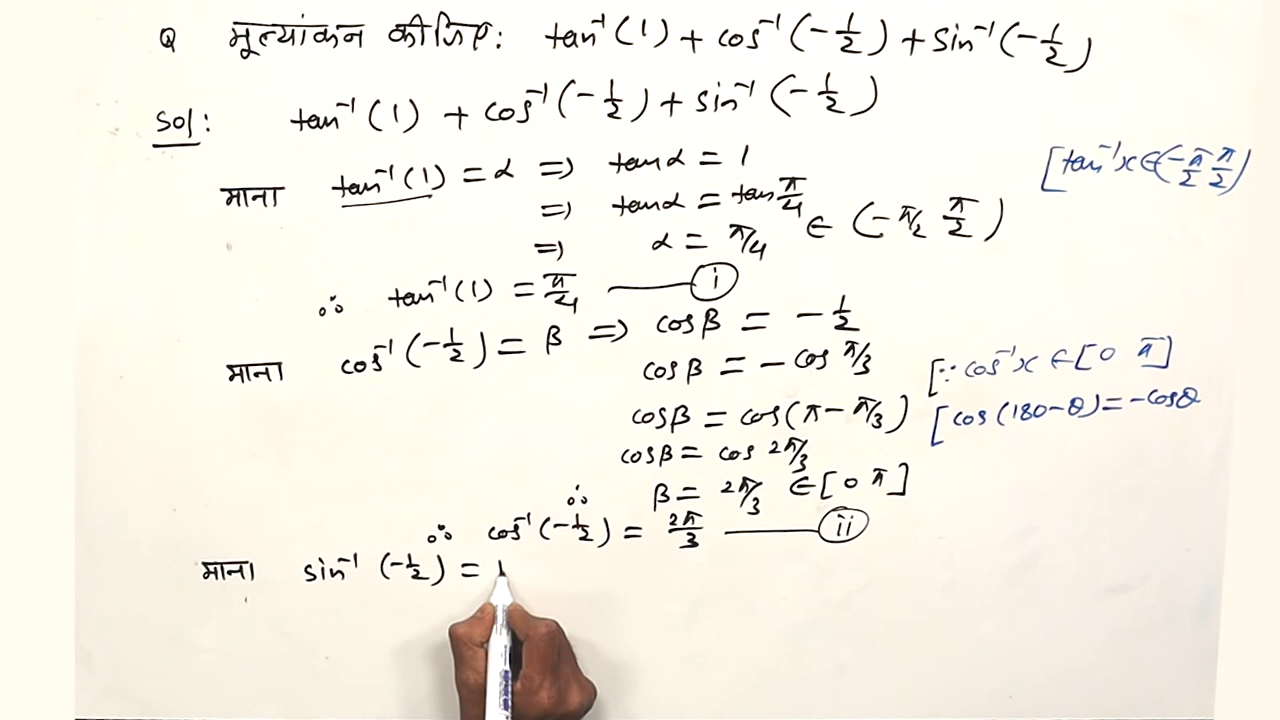 Q मूल्यांकन कीजिए: tan⁻¹(1) + cos⁻¹(-1/2) + sin⁻¹(-1/2)
Sol: tan⁻¹(1) + cos⁻¹(-1/2) + sin⁻¹(-1/2)
माना tan⁻¹(1) = α => tanα = 1 [tan⁻¹x ∈ (-π/2 π/2)
=> tanα = tan π/4
=> α = π/4 ∈ (-π/2 π/2)
∴ tan⁻¹(1) = π/4 —— (i)
माना cos⁻¹(-1/2) = β => cosβ = -1/2
cosβ = -cos π/3 [∵ cos⁻¹x ∈ [0 π]
cosβ = cos(π - π/3) [cos(180-θ) = -cosθ
cosβ = cos 2π/3
∴ β = 2π/3 ∈ [0 π]
∴ cos⁻¹(-1/2) = 2π/3 —— (ii)
माना sin⁻¹(-1/2) =